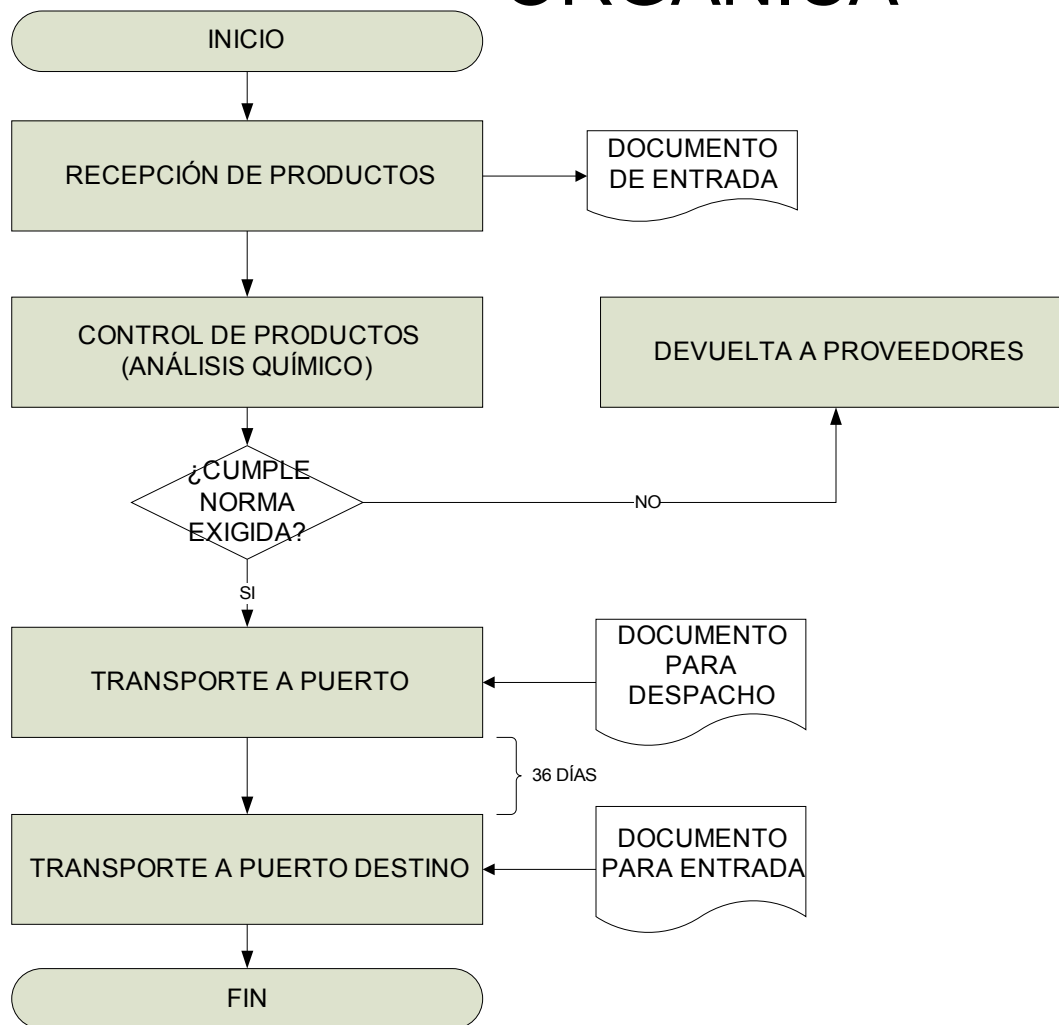 ORGÁNICA
INICIO
RECEPCIÓN DE PRODUCTOS
DOCUMENTO
DE ENTRADA
CONTROL DE PRODUCTOS
(ANÁLISIS QUÍMICO)
DEVUELTA A PROVEEDORES
¿CUMPLE
NORMA
EXIGIDA?
NO
SI
TRANSPORTE A PUERTO
DOCUMENTO
PARA
DESPACHO
36 DÍAS
TRANSPORTE A PUERTO DESTINO
DOCUMENTO
PARA ENTRADA
FIN